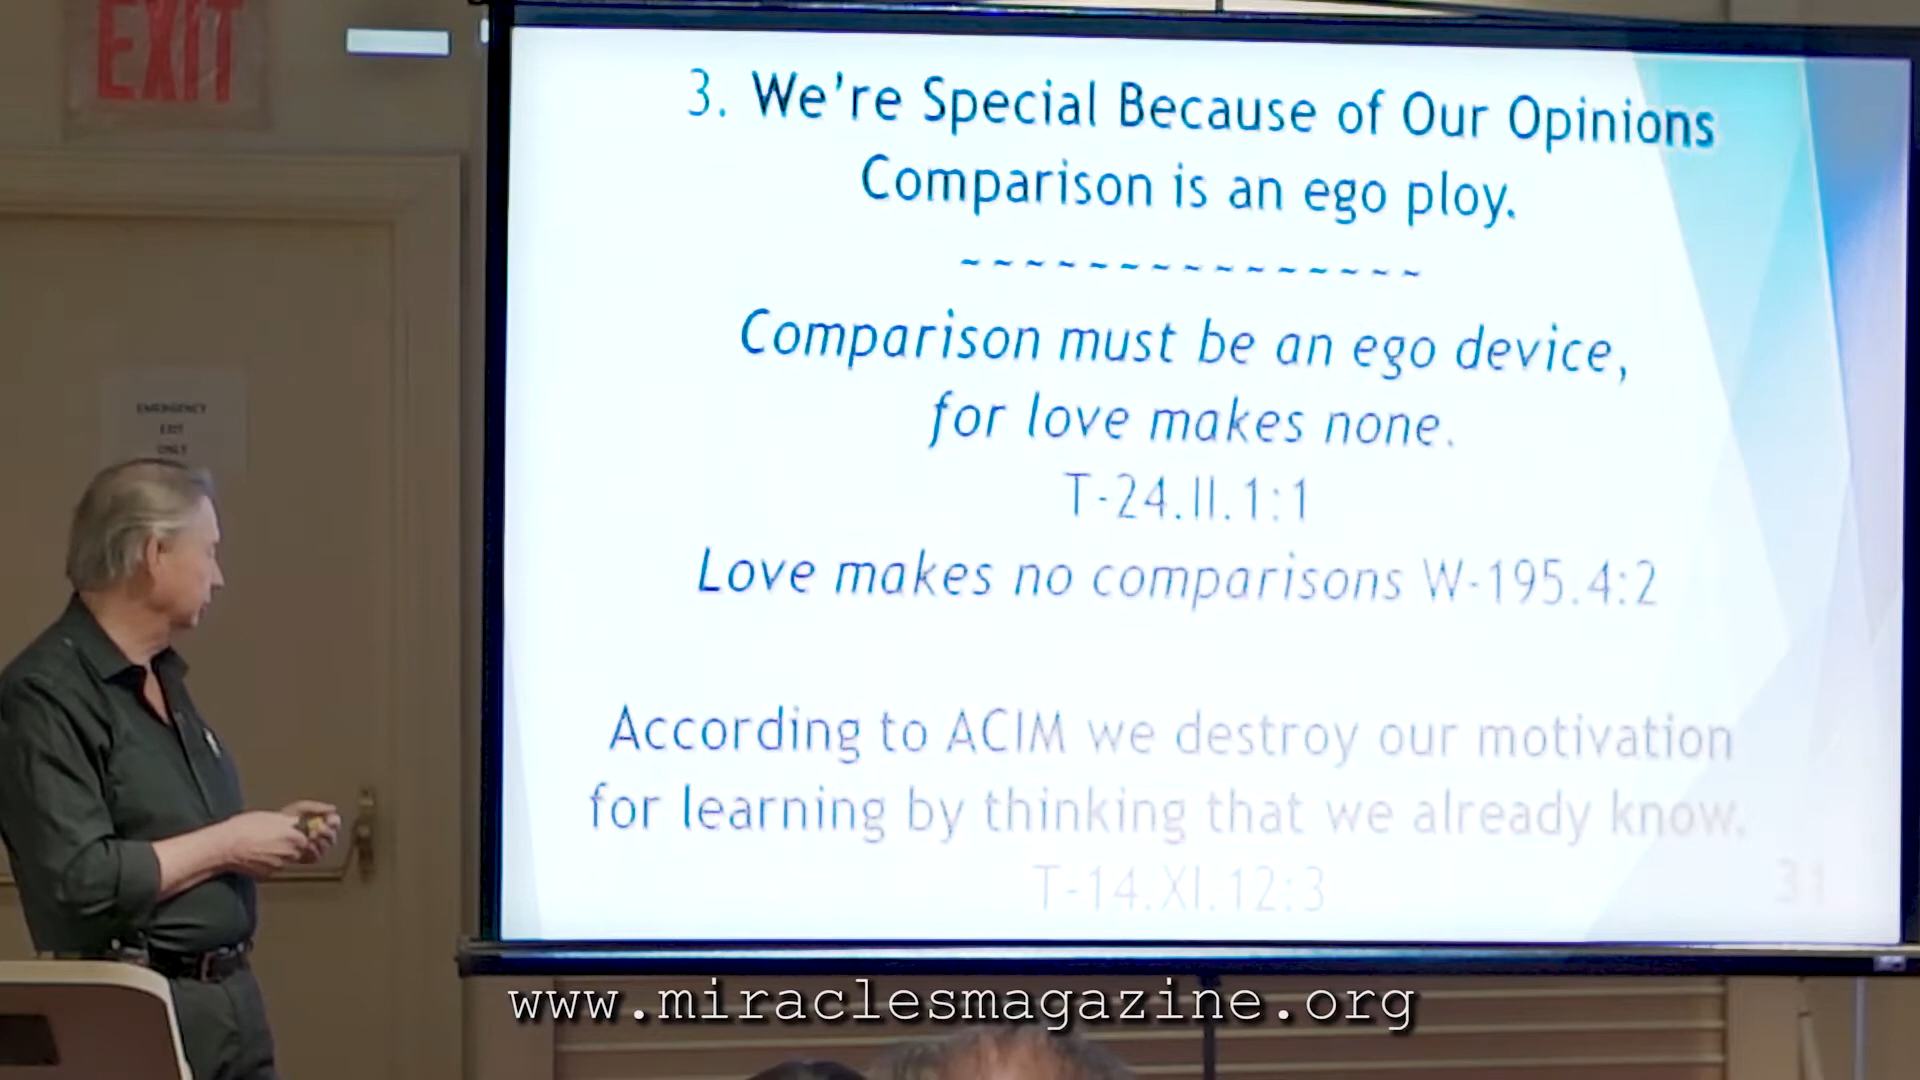 EXIT
EMERGENCY
EXIT
ONLY
3. We're Special Because of Our Opinions
Comparison is an ego ploy.
~~~~~~~~~~~~~~~
Comparison must be an ego device,
for love makes none.
T-24.II.1:1
Love makes no comparisons W-195.4:2
According to ACIM we destroy our motivation
for learning by thinking that we already know.
T-14.XI.12:3
31
www.miraclesmagazine.org